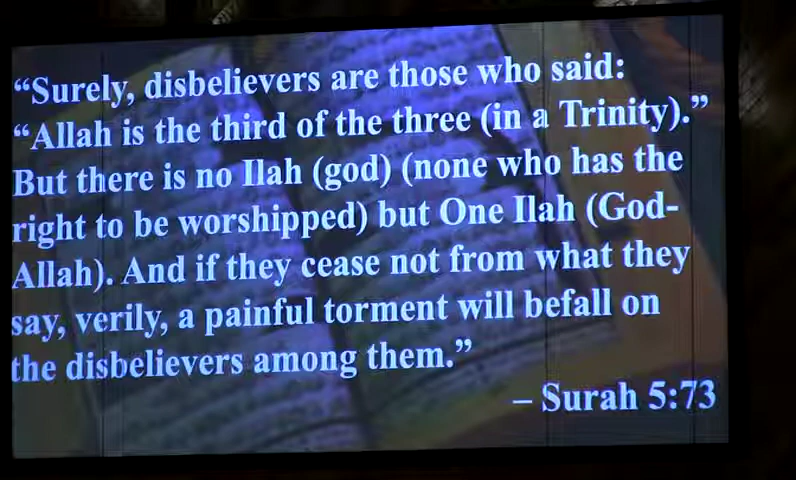 “Surely, disbelievers are those who said:
“Allah is the third of the three (in a Trinity).”
But there is no Ilah (god) (none who has the
right to be worshipped) but One Ilah (God-
Allah). And if they cease not from what they
say, verily, a painful torment will befall on
the disbelievers among them.”
– Surah 5:73